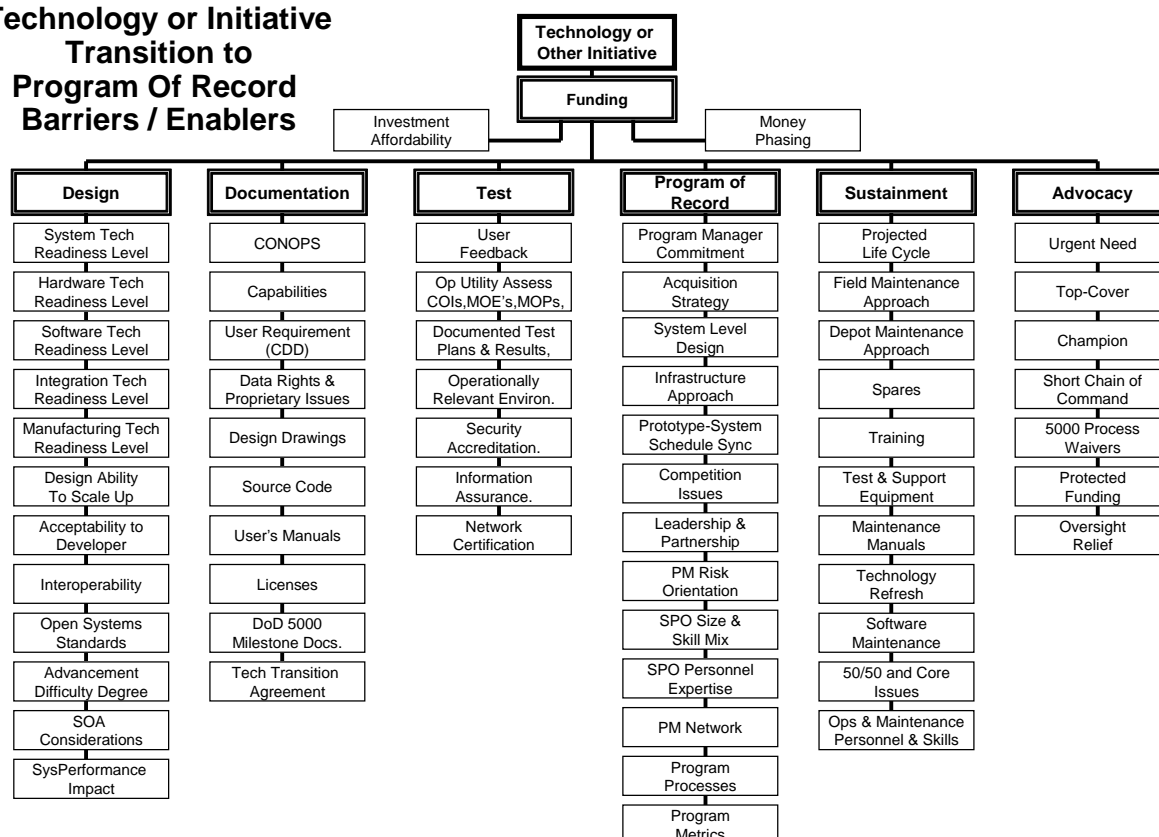 Technology or Initiative
Transition to
Program Of Record
Barriers / Enablers
Technology or
Other Initiative
Funding
Investment
Affordability
Money
Phasing
Design
System Tech
Readiness Level
Hardware Tech
Readiness Level
Software Tech
Readiness Level
Integration Tech
Readiness Level
Manufacturing Tech
Readiness Level
Design Ability
To Scale Up
Acceptability to
Developer
Interoperability
Open Systems
Standards
Advancement
Difficulty Degree
SOA
Considerations
SysPerformance
Impact
Documentation
CONOPS
Capabilities
User Requirement
(CDD)
Data Rights &
Proprietary Issues
Design Drawings
Source Code
User's Manuals
Licenses
DoD 5000
Milestone Docs.
Tech Transition
Agreement
Test
User
Feedback
Op Utility Assess
COIs,MOE's,MOPs,
Documented Test
Plans & Results,
Operationally
Relevant Environ.
Security
Accreditation.
Information
Assurance.
Network
Certification
Program of
Record
Program Manager
Commitment
Acquisition
Strategy
System Level
Design
Infrastructure
Approach
Prototype-System
Schedule Sync
Competition
Issues
Leadership &
Partnership
PM Risk
Orientation
SPO Size &
Skill Mix
SPO Personnel
Expertise
PM Network
Program
Processes
Program
Metrics
Sustainment
Projected
Life Cycle
Field Maintenance
Approach
Depot Maintenance
Approach
Spares
Training
Test & Support
Equipment
Maintenance
Manuals
Technology
Refresh
Software
Maintenance
50/50 and Core
Issues
Ops & Maintenance
Personnel & Skills
Advocacy
Urgent Need
Top-Cover
Champion
Short Chain of
Command
5000 Process
Waivers
Protected
Funding
Oversight
Relief